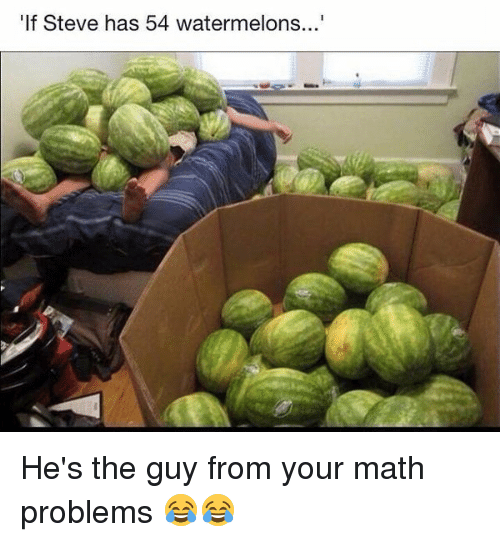 'If Steve has 54 watermelons...'
He's the guy from your math
problems 😂😂